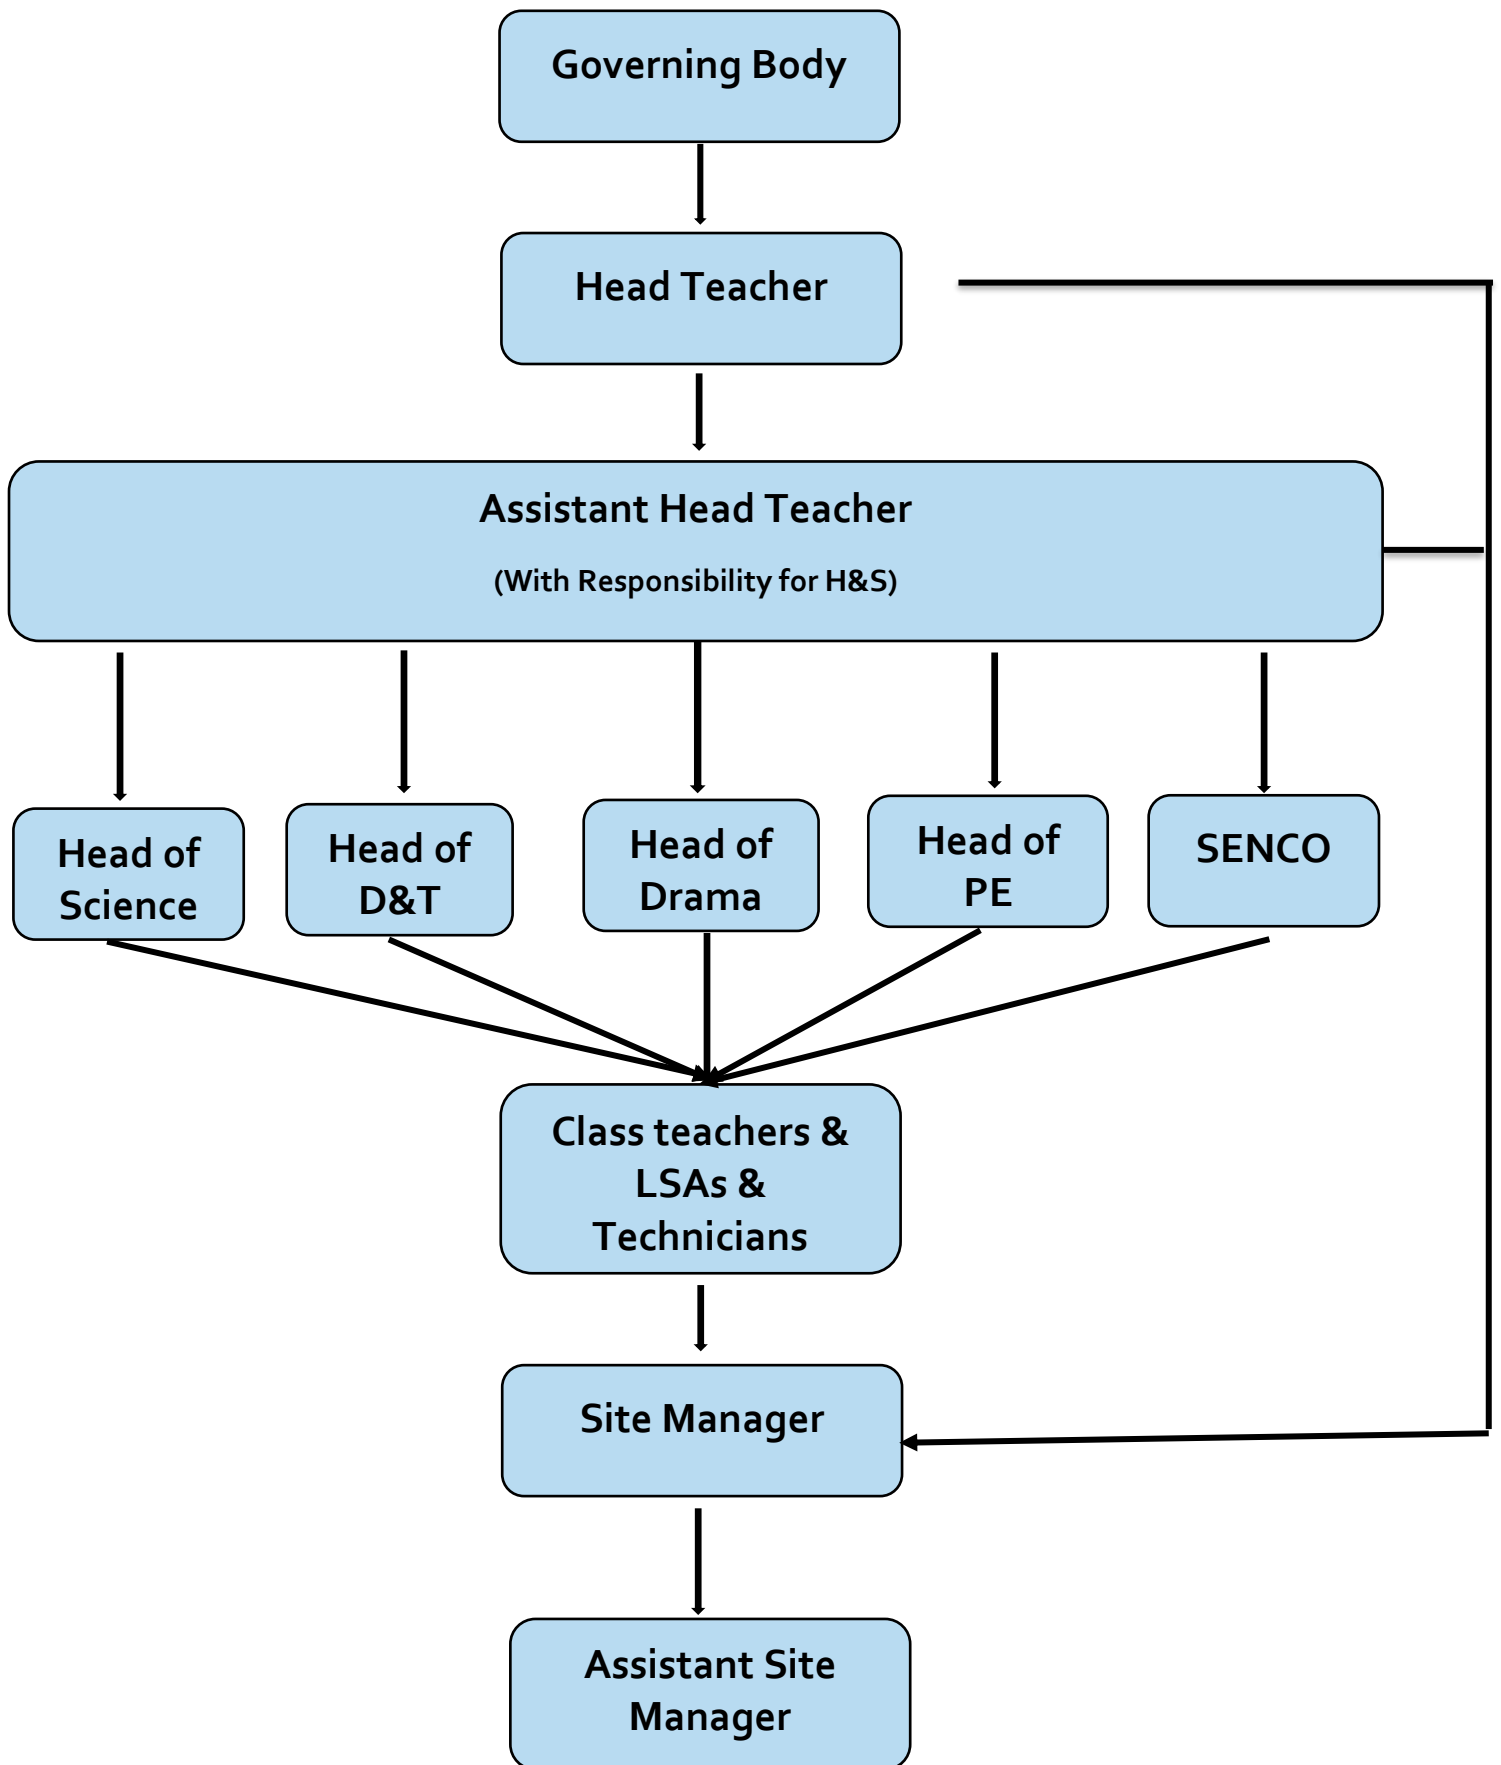 Governing Body
Head Teacher
Assistant Head Teacher
(With Responsibility for H&S)
Head of
Science
Head of
D&T
Head of
Drama
Head of
PE
SENCO
Class teachers &
LSAs &
Technicians
Site Manager
Assistant Site
Manager